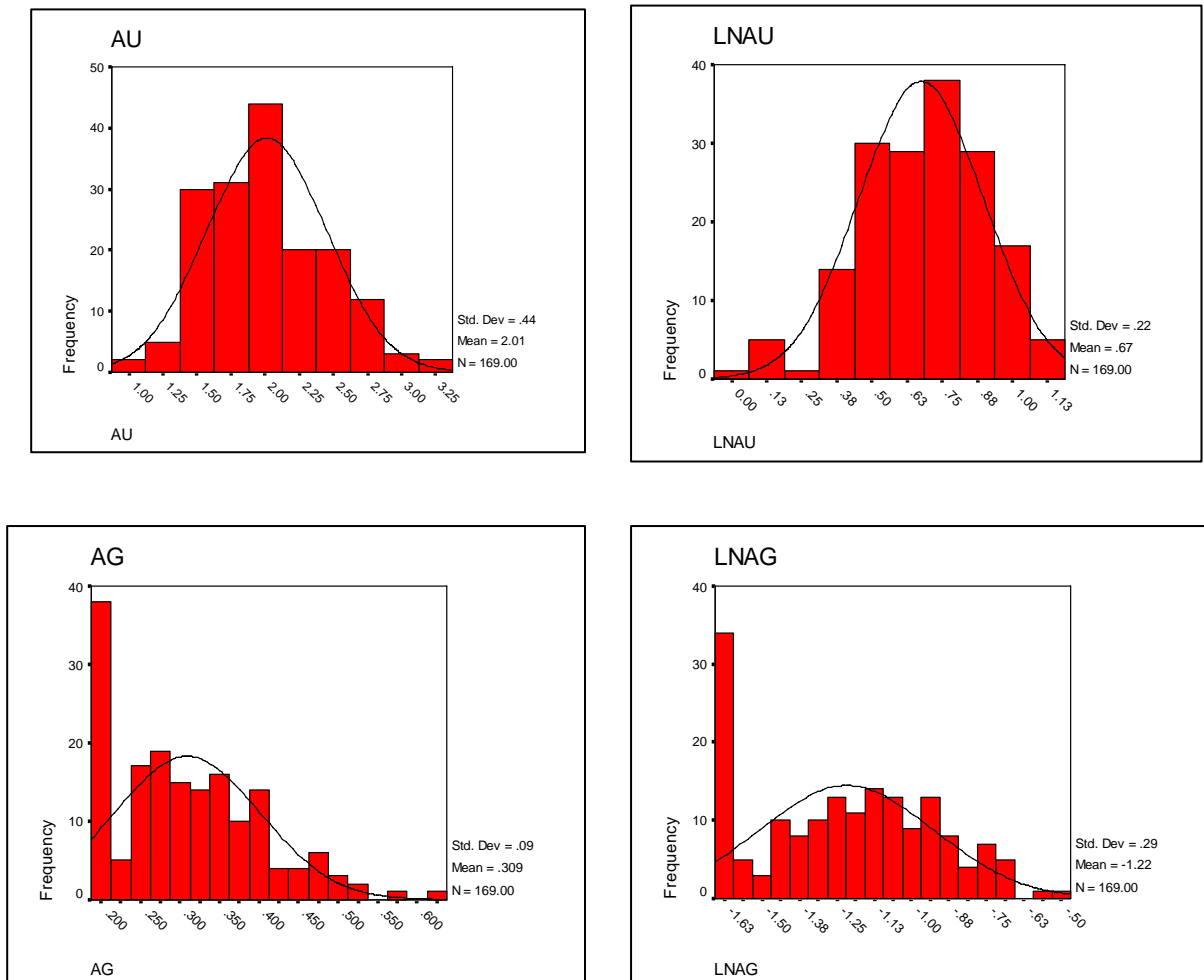 AU
50
40
30
20
10
0
Frequency
1.00 1.25 1.50 1.75 2.00 2.25 2.50 2.75 3.00 3.25
AU
Std. Dev = .44
Mean = 2.01
N = 169.00
LNAU
40
30
20
10
0
Frequency
0.00 .13 .25 .38 .50 .63 .75 .88 1.00 1.13
LNAU
Std. Dev = .22
Mean = .67
N = 169.00
AG
40
30
20
10
0
Frequency
.200 .250 .300 .350 .400 .450 .500 .550 .600
AG
Std. Dev = .09
Mean = .309
N = 169.00
LNAG
40
30
20
10
0
Frequency
-1.63 -1.50 -1.38 -1.25 -1.13 -1.00 -.88 -.75 -.63 -.50
LNAG
Std. Dev = .29
Mean = -1.22
N = 169.00